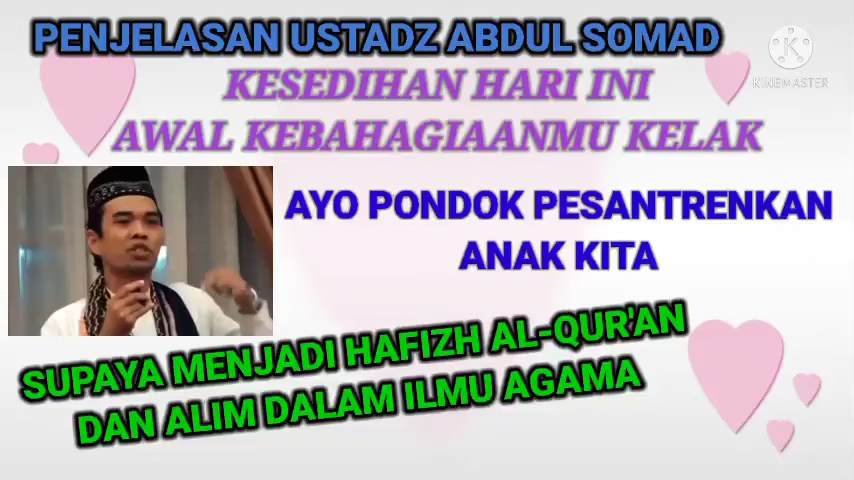 PENJELASAN USTADZ ABDUL SOMAD
KINEMASTER
KESEDIHAN HARI INI
AWAL KEBAHAGIAANMU KELAK
AYO PONDOK PESANTRENKAN
ANAK KITA
SUPAYA MENJADI HAFIZH AL-QUR'AN
DAN ALIM DALAM ILMU AGAMA